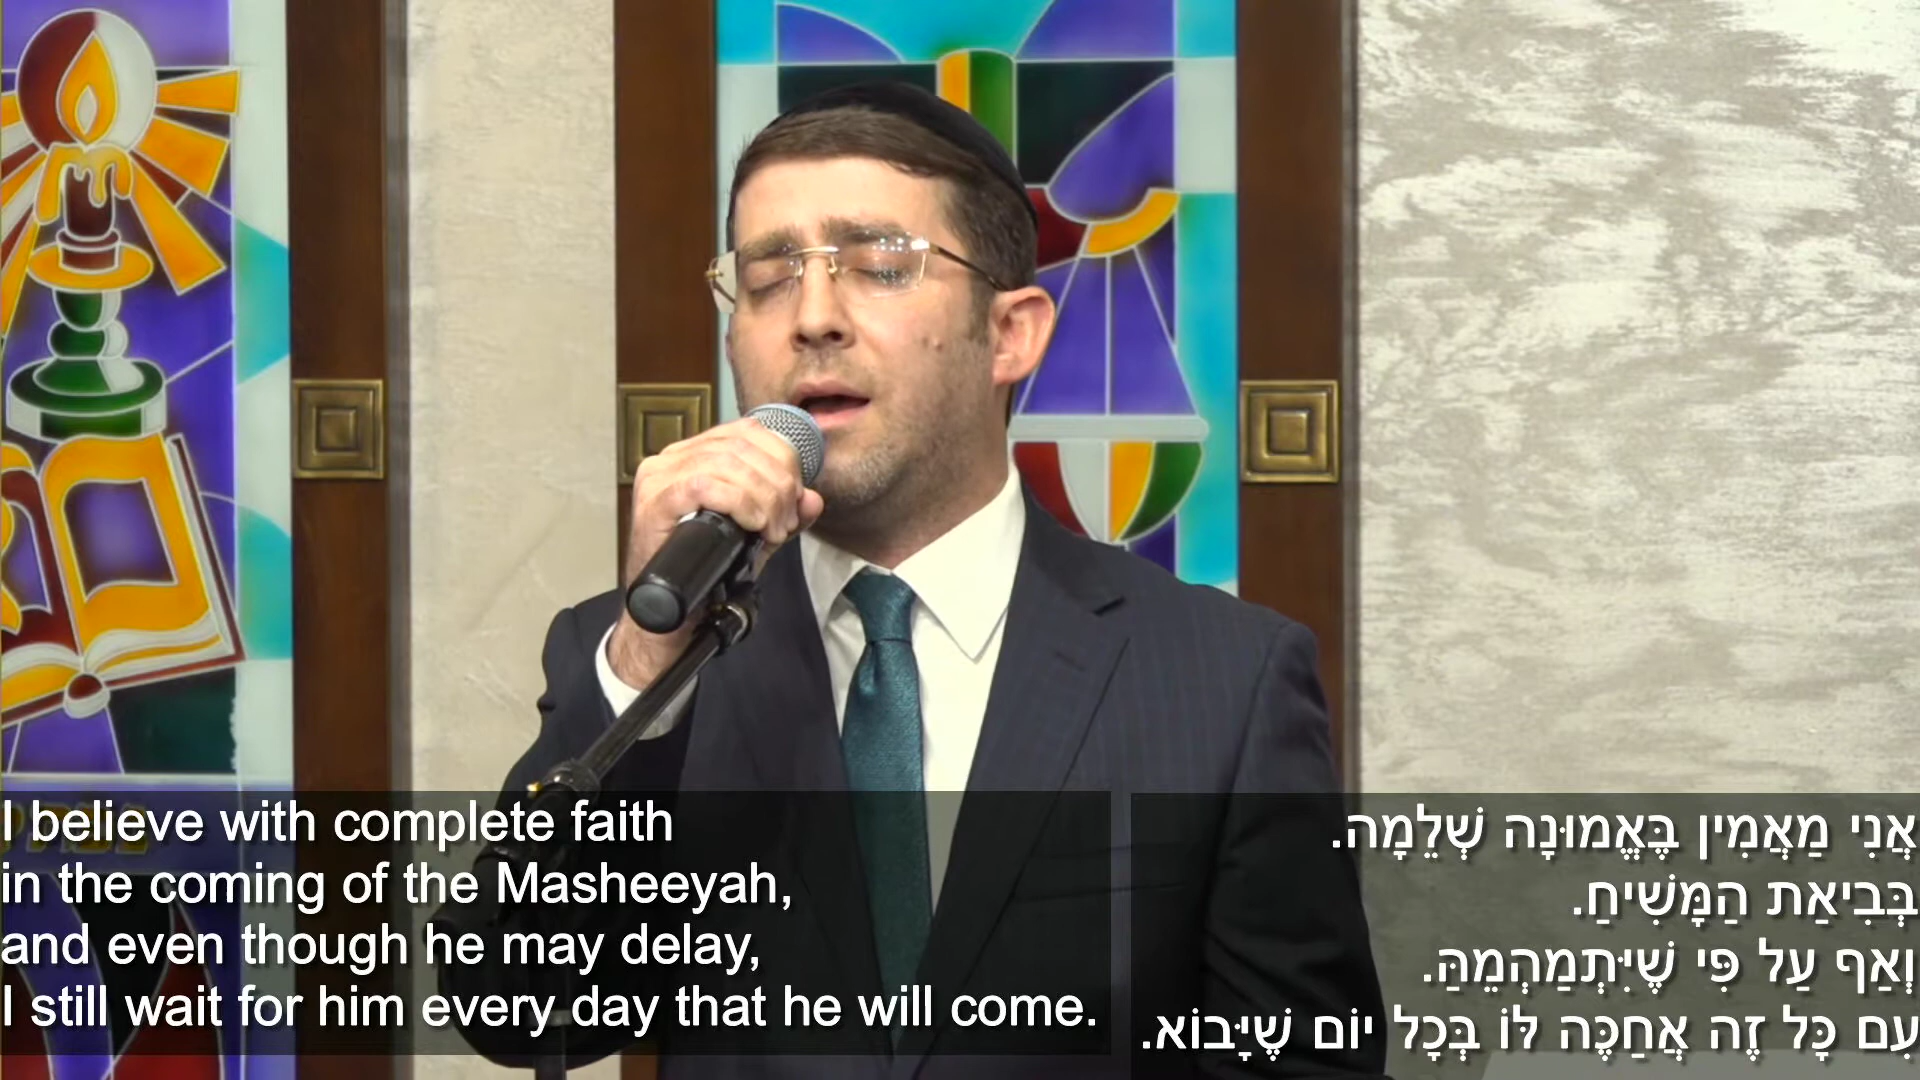 I believe with complete faith
in the coming of the Masheeyah,
and even though he may delay,
I still wait for him every day that he will come.
אֲנִי מַאֲמִין בֶּאֱמוּנָה שְׁלֵמָה.
בְּבִיאַת הַמָּשִׁיחַ.
וְאַף עַל פִּי שֶׁיִּתְמַהְמֵהַּ.
עִם כָּל זֶה אֲחַכֶּה לּוֹ בְּכָל יוֹם שֶׁיָּבוֹא.